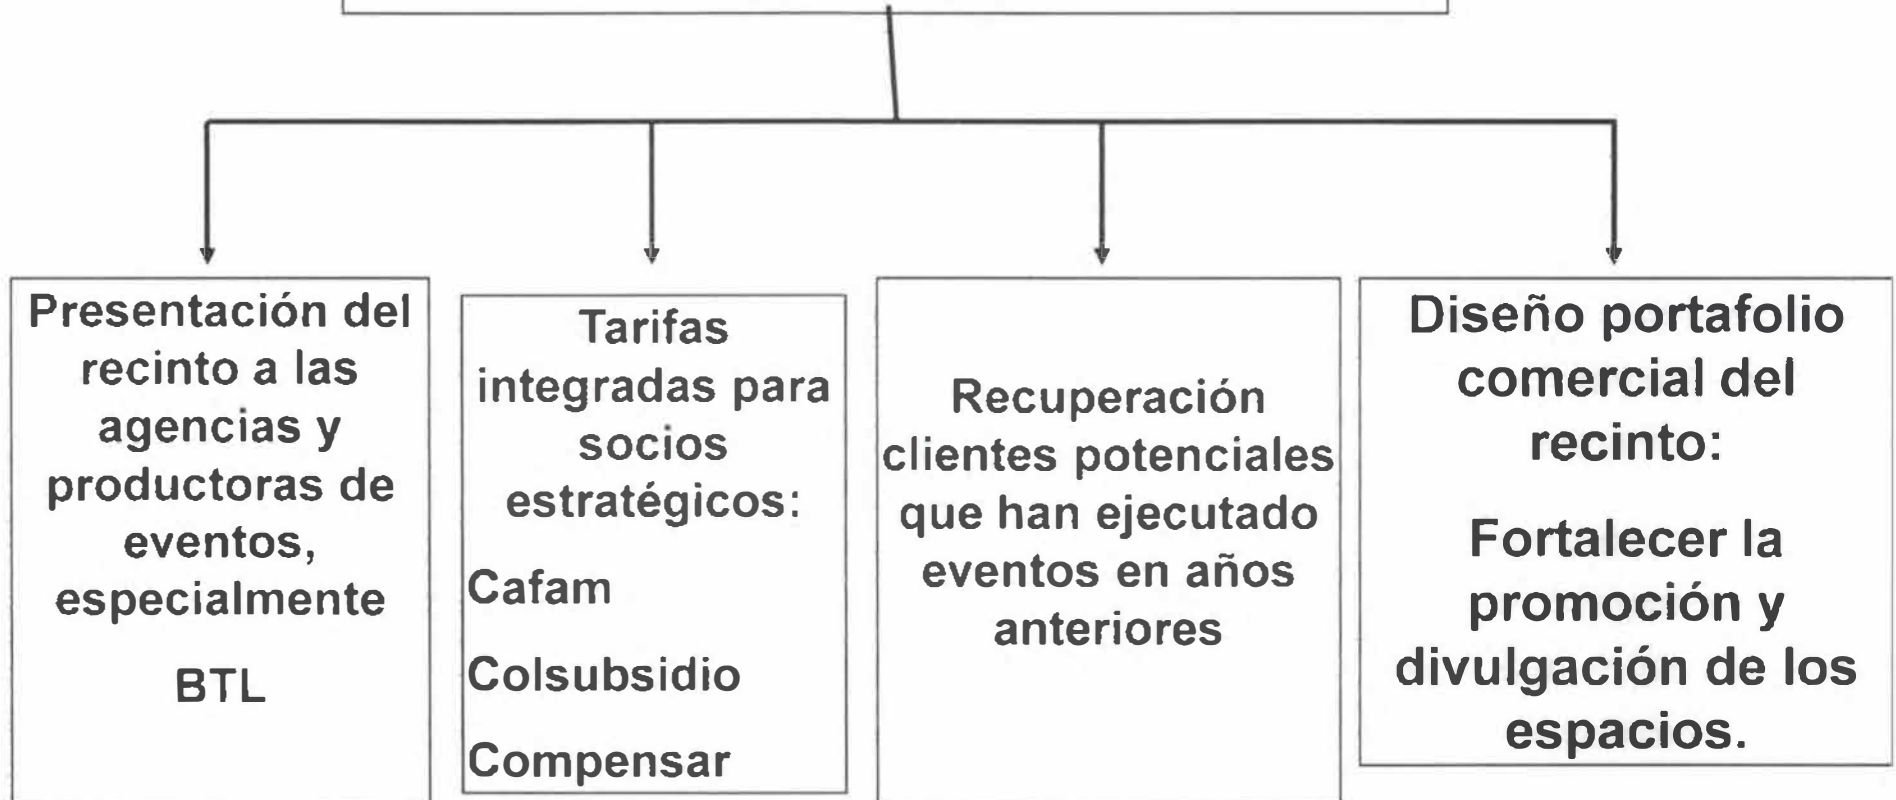 Presentación del
recinto a las
agencias y
productoras de
eventos,
especialmente
BTL
Tarifas
integradas para
socios
estratégicos:
Cafam
Colsubsidio
Compensar
Recuperación
clientes potenciales
que han ejecutado
eventos en años
anteriores
Diseño portafolio
comercial del
recinto:
Fortalecer la
promoción y
divulgación de los
espacios.